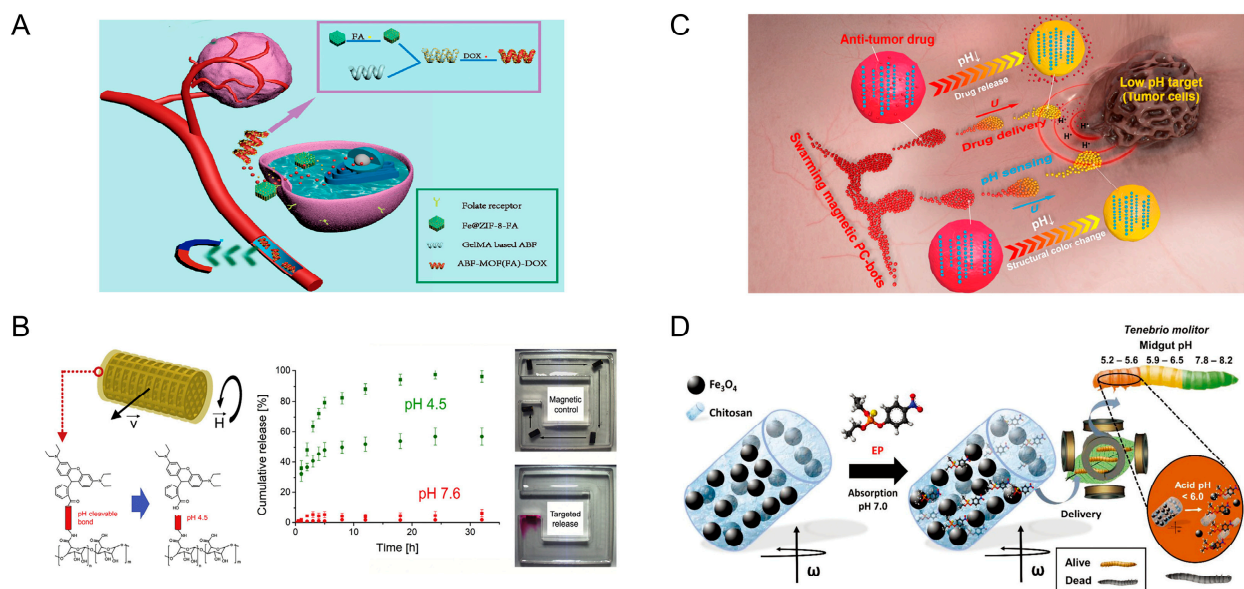 A
FA
DOX
Folate receptor
Fe@ZIF-8-FA
GelMA based ABF
ABF-MOF(FA)-DOX
C
Anti-tumor drug
pH↓
Drug release
Low pH target
(Tumor cells)
U
Drug delivery
H⁺
H⁺
H⁺
H⁺
Swarming magnetic PC-bots
pH sensing
U
pH↓
Structural color change
B
v
H
pH cleavable
bond
pH 4.5
Cumulative release [%]
100
80
60
40
20
0
pH 4.5
pH 7.6
0
10
20
30
Time [h]
Magnetic
control
Targeted
release
D
Tenebrio molitor
Midgut pH
5.2 – 5.6 5.9 – 6.5 7.8 – 8.2
Fe₃O₄
Chitosan
EP
Absorption
pH 7.0
ω
ω
Delivery
Acid pH
< 6.0
Alive
Dead